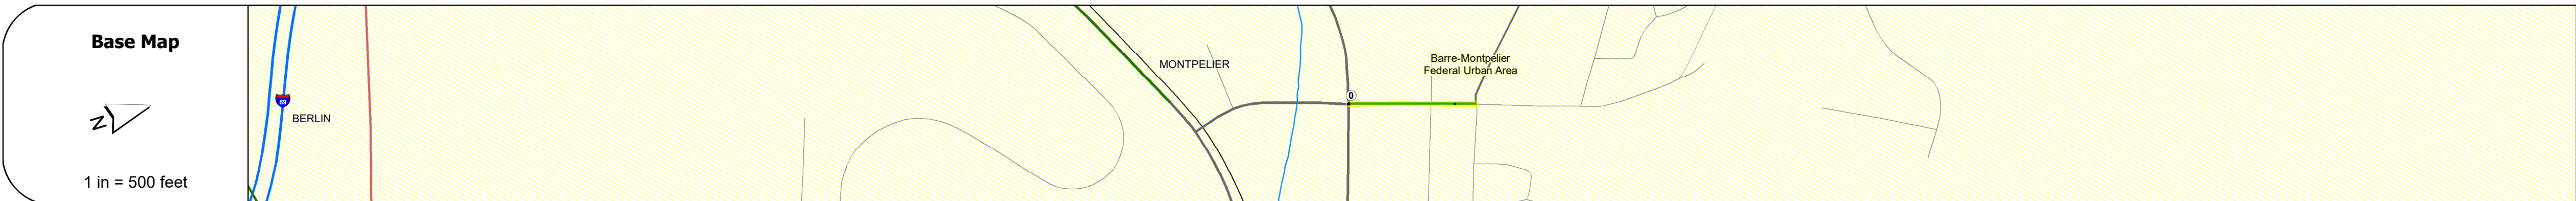 Base Map
N
1 in = 500 feet
89
BERLIN
MONTPELIER
0
Barre-Montpelier
Federal Urban Area